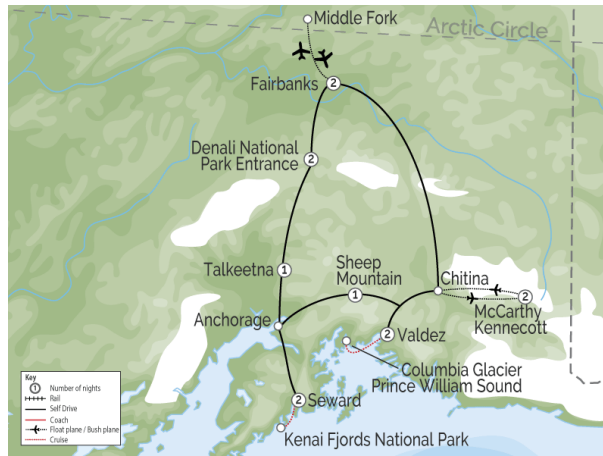 Middle Fork
Arctic Circle
Fairbanks
2
Denali National
Park Entrance
2
Talkeetna
1
Sheep
Mountain
1
Chitina
2
McCarthy
Kennecott
Anchorage
2
Valdez
Columbia Glacier
Prince William Sound
2
Seward
Kenai Fjords National Park
Key
1 Number of nights
Rail
Self Drive
Coach
Float plane / Bush plane
Cruise